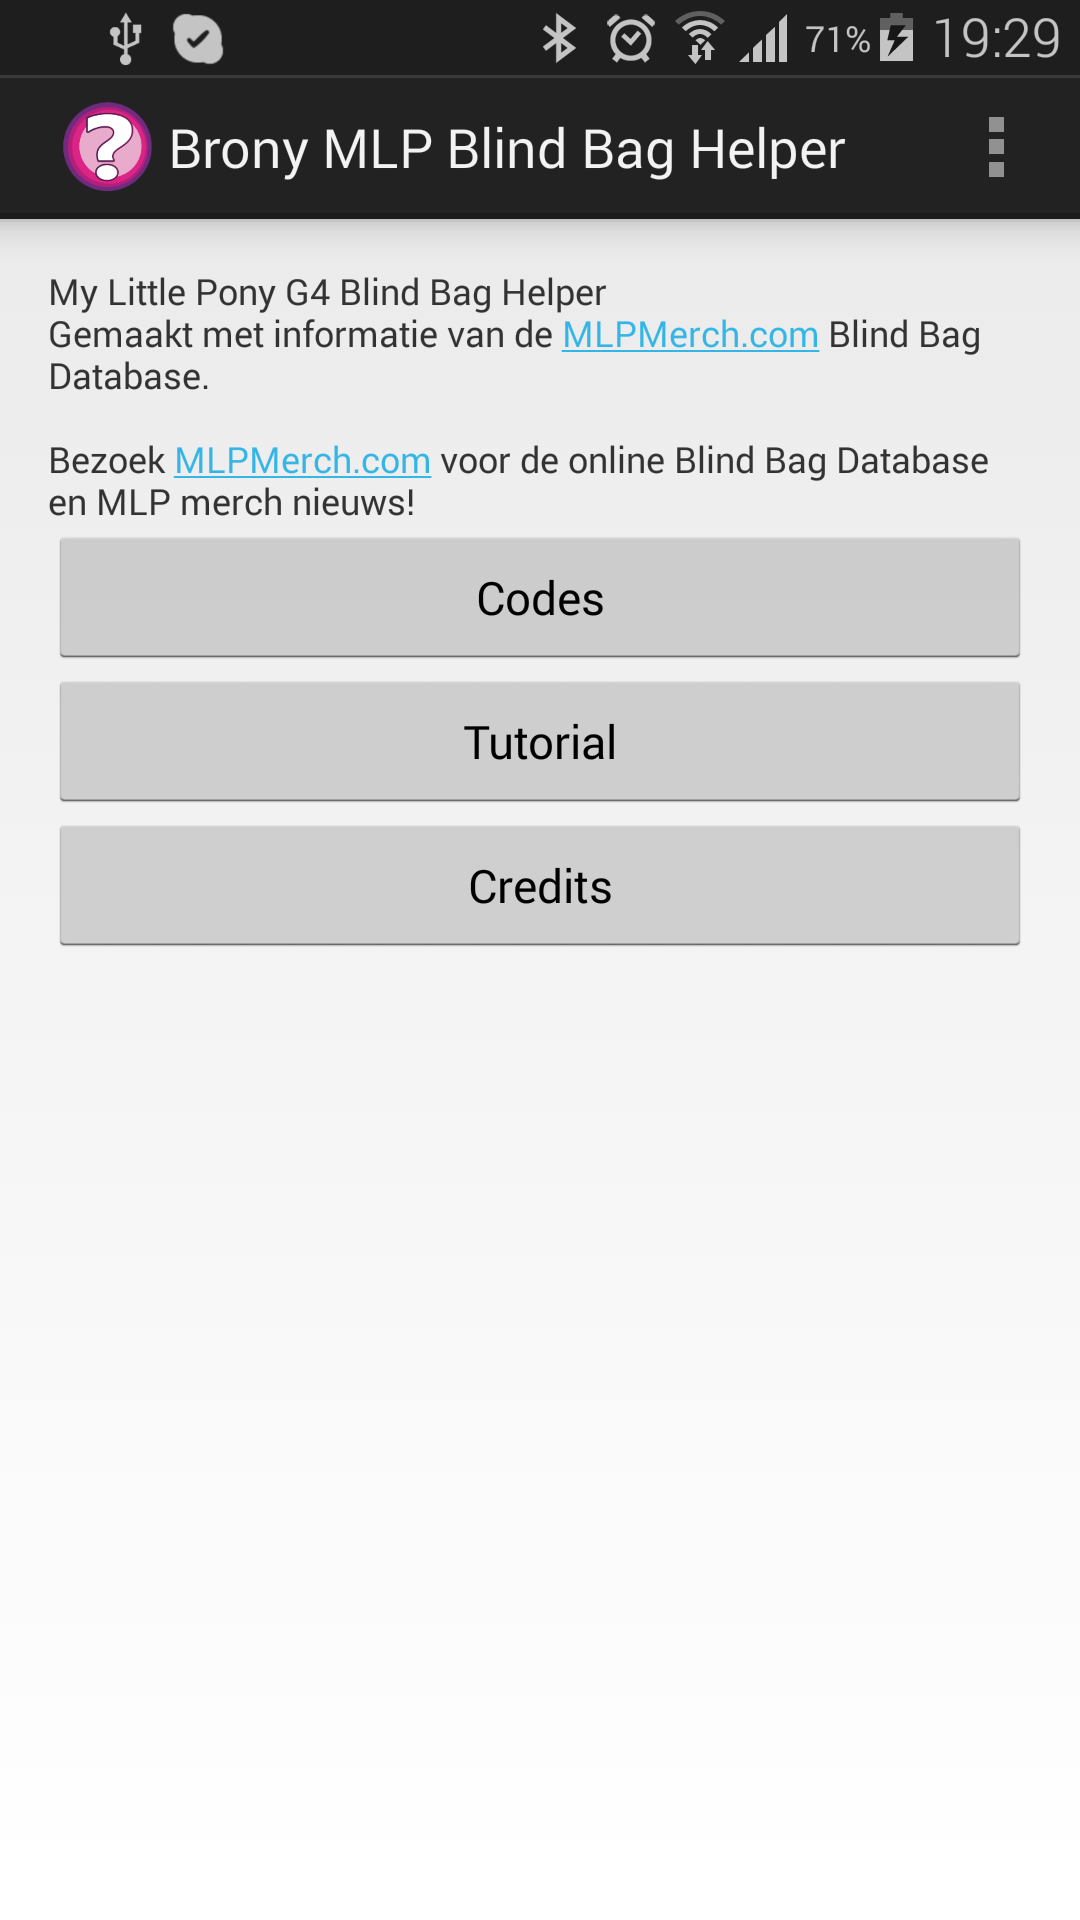 71% 19:29
Brony MLP Blind Bag Helper
My Little Pony G4 Blind Bag Helper
Gemaakt met informatie van de MLPMerch.com Blind Bag
Database.
Bezoek MLPMerch.com voor de online Blind Bag Database
en MLP merch nieuws!
Codes
Tutorial
Credits